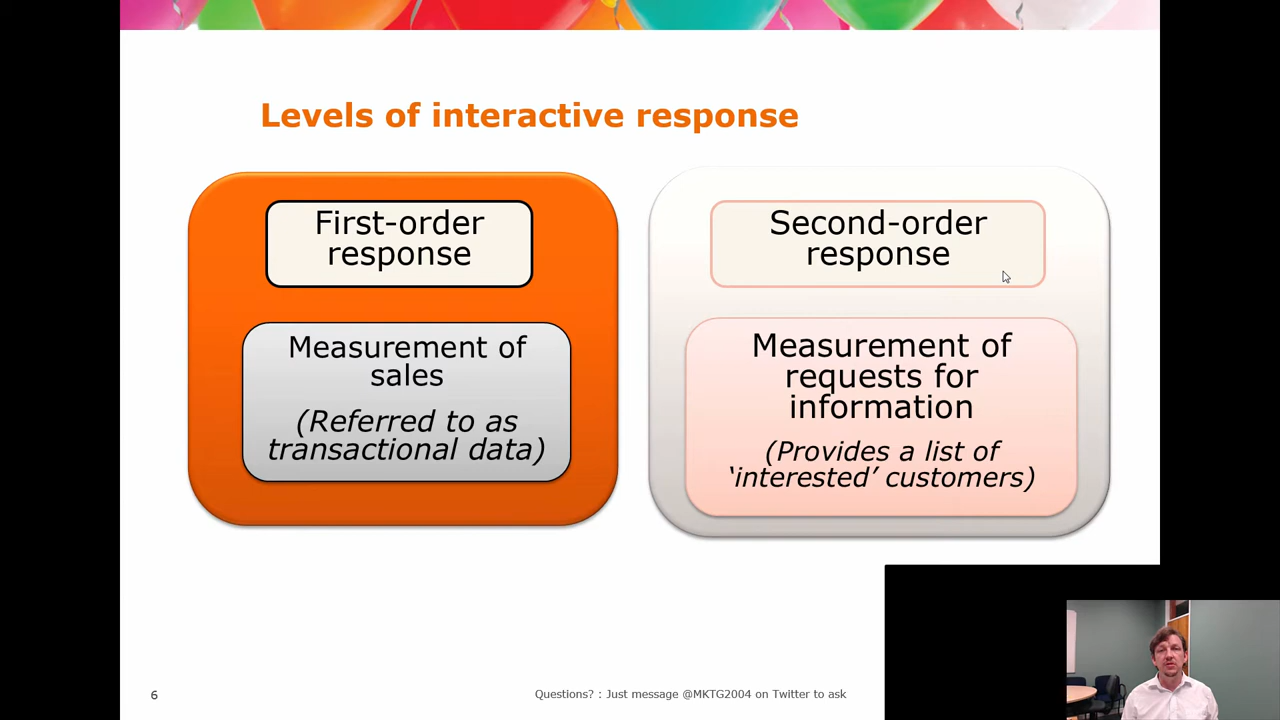 Levels of interactive response
First-order
response
Measurement of
sales
(Referred to as
transactional data)
Second-order
response
Measurement of
requests for
information
(Provides a list of
‘interested’ customers)
6
Questions? : Just message @MKTG2004 on Twitter to ask